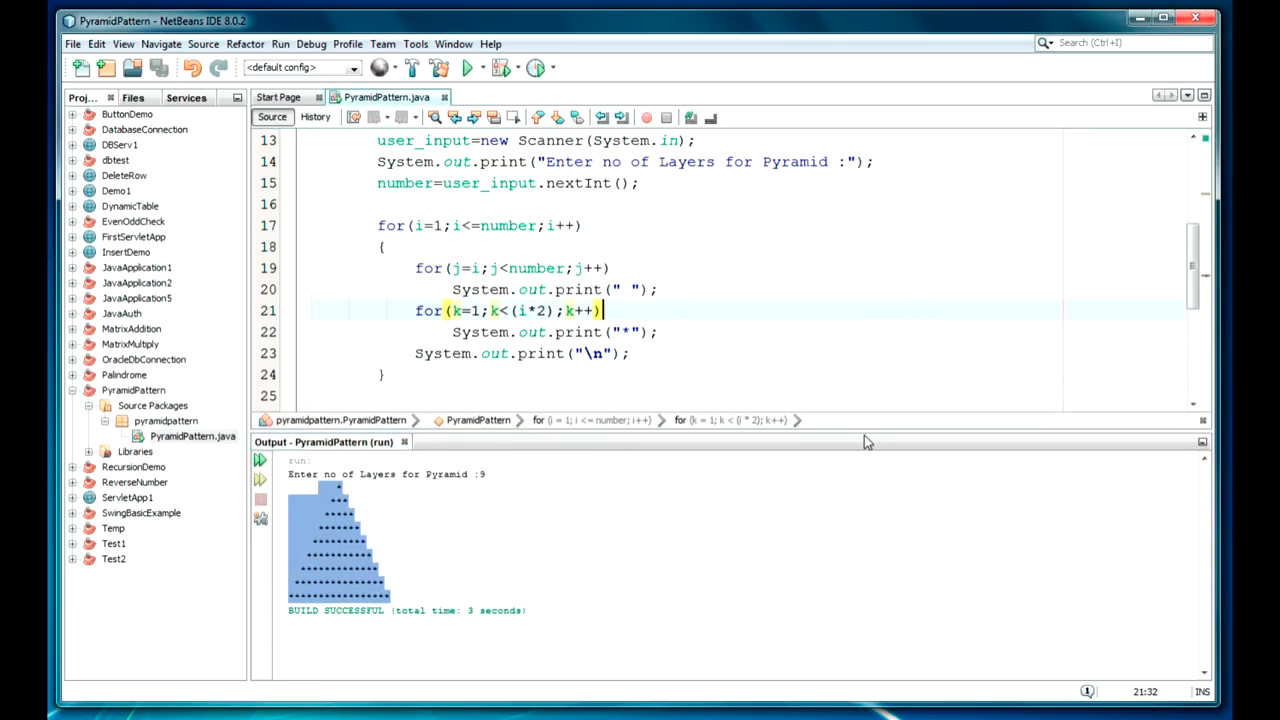 PyramidPattern - NetBeans IDE 8.0.2
File Edit View Navigate Source Refactor Run Debug Profile Team Tools Window Help
Search (Ctrl+I)
<default config>
Proj... Files Services
ButtonDemo
DatabaseConnection
DBServ1
dbtest
DeleteRow
Demo1
DynamicTable
EvenOddCheck
FirstServletApp
InsertDemo
JavaApplication1
JavaApplication2
JavaApplication5
JavAuth
MatrixAddition
MatrixMultiply
OracleDbConnection
Palindrome
PyramidPattern
Source Packages
pyramidpattern
PyramidPattern.java
Libraries
RecursionDemo
ReverseNumber
ServletApp1
SwingBasicExample
Temp
Test1
Test2
Start Page PyramidPattern.java
Source History
13 user_input=new Scanner(System.in);
14 System.out.print("Enter no of Layers for Pyramid :");
15 number=user_input.nextInt();
16
17 for(i=1;i<=number;i++)
18 {
19 for(j=i;j<number;j++)
20 System.out.print(" ");
21 for(k=1;k<(i*2);k++)
22 System.out.print("*");
23 System.out.print("\n");
24 }
25
pyramidpattern.PyramidPattern PyramidPattern for (i = 1; i <= number; i++) for (k = 1; k < (i * 2); k++)
Output - PyramidPattern (run)
run:
Enter no of Layers for Pyramid :9
*
***
*****
*******
*********
***********
*************
***************
*****************
BUILD SUCCESSFUL (total time: 3 seconds)
21:32 INS